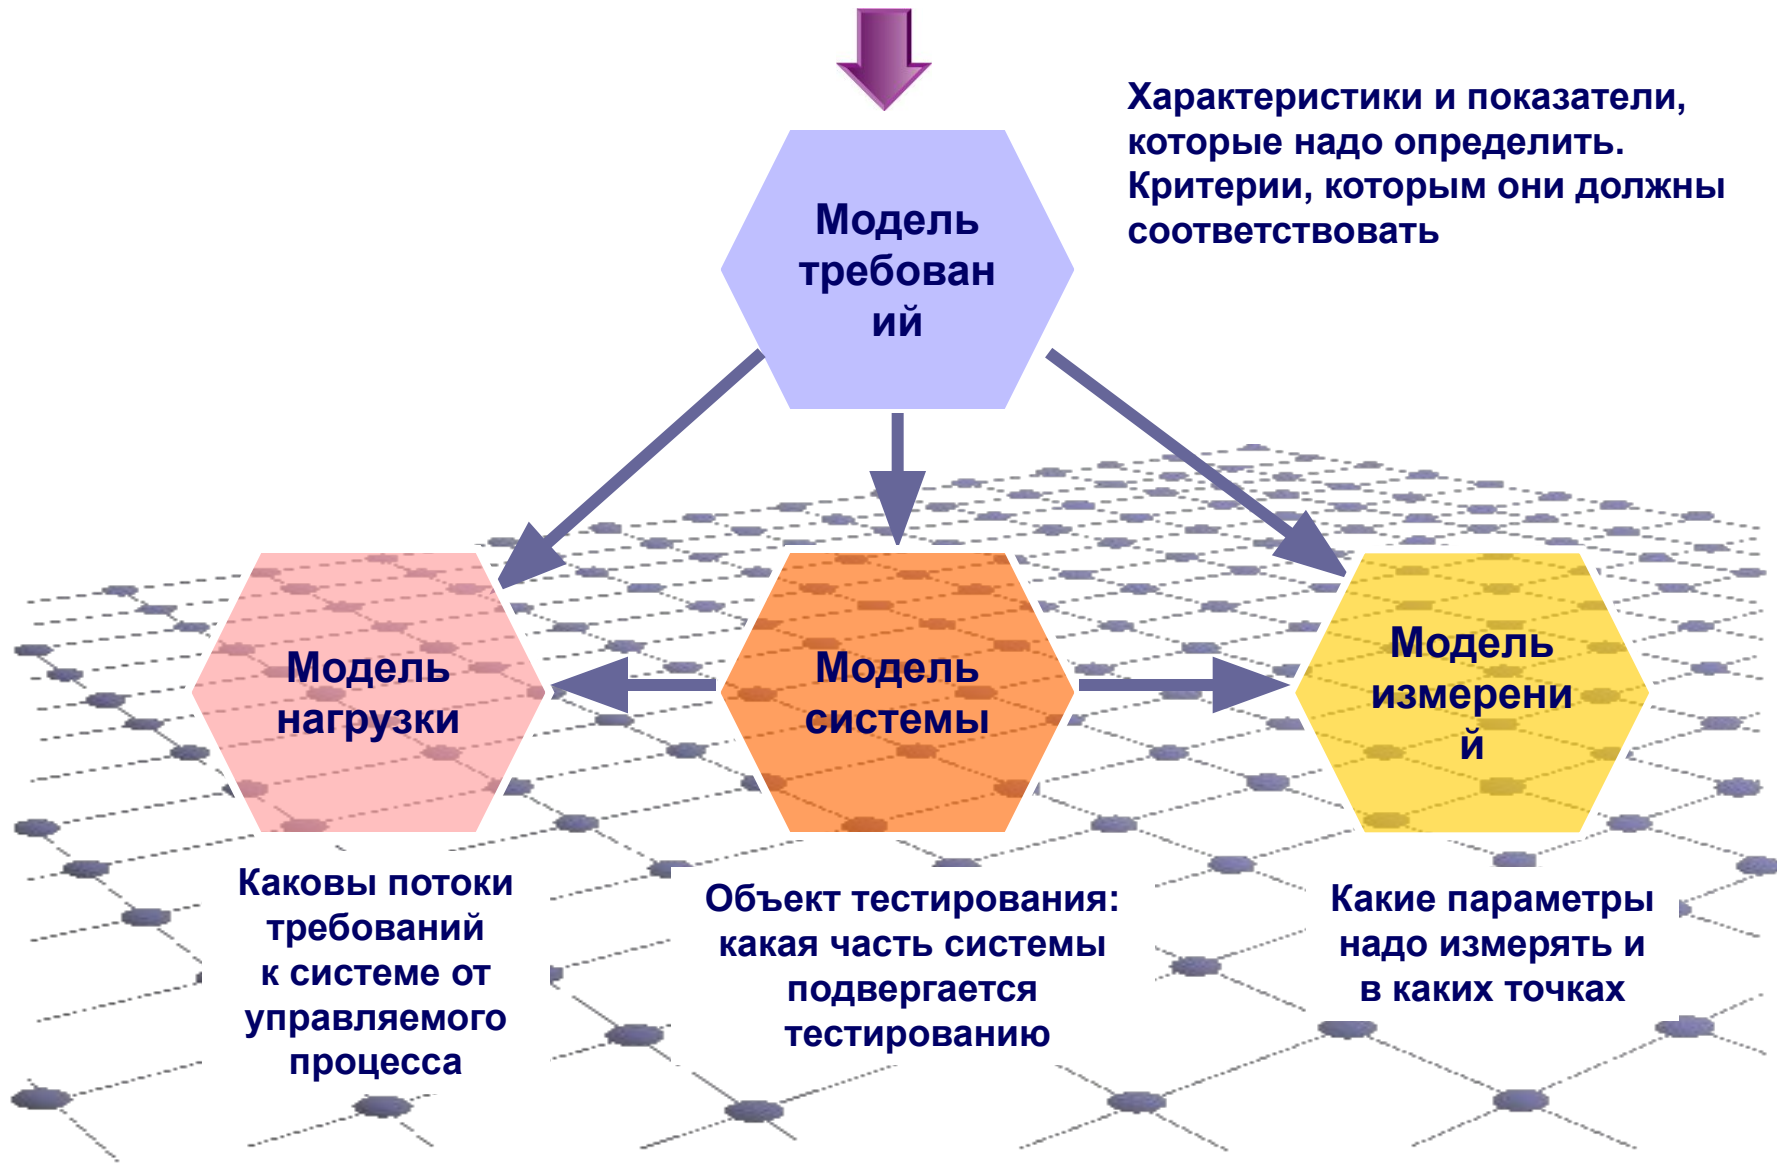 Характеристики и показатели,
которые надо определить.
Критерии, которым они должны
соответствовать
Модель
требован
ий
Модель
нагрузки
Модель
системы
Модель
измерени
й
Каковы потоки
требований
к системе от
управляемого
процесса
Объект тестирования:
какая часть системы
подвергается
тестированию
Какие параметры
надо измерять и
в каких точках